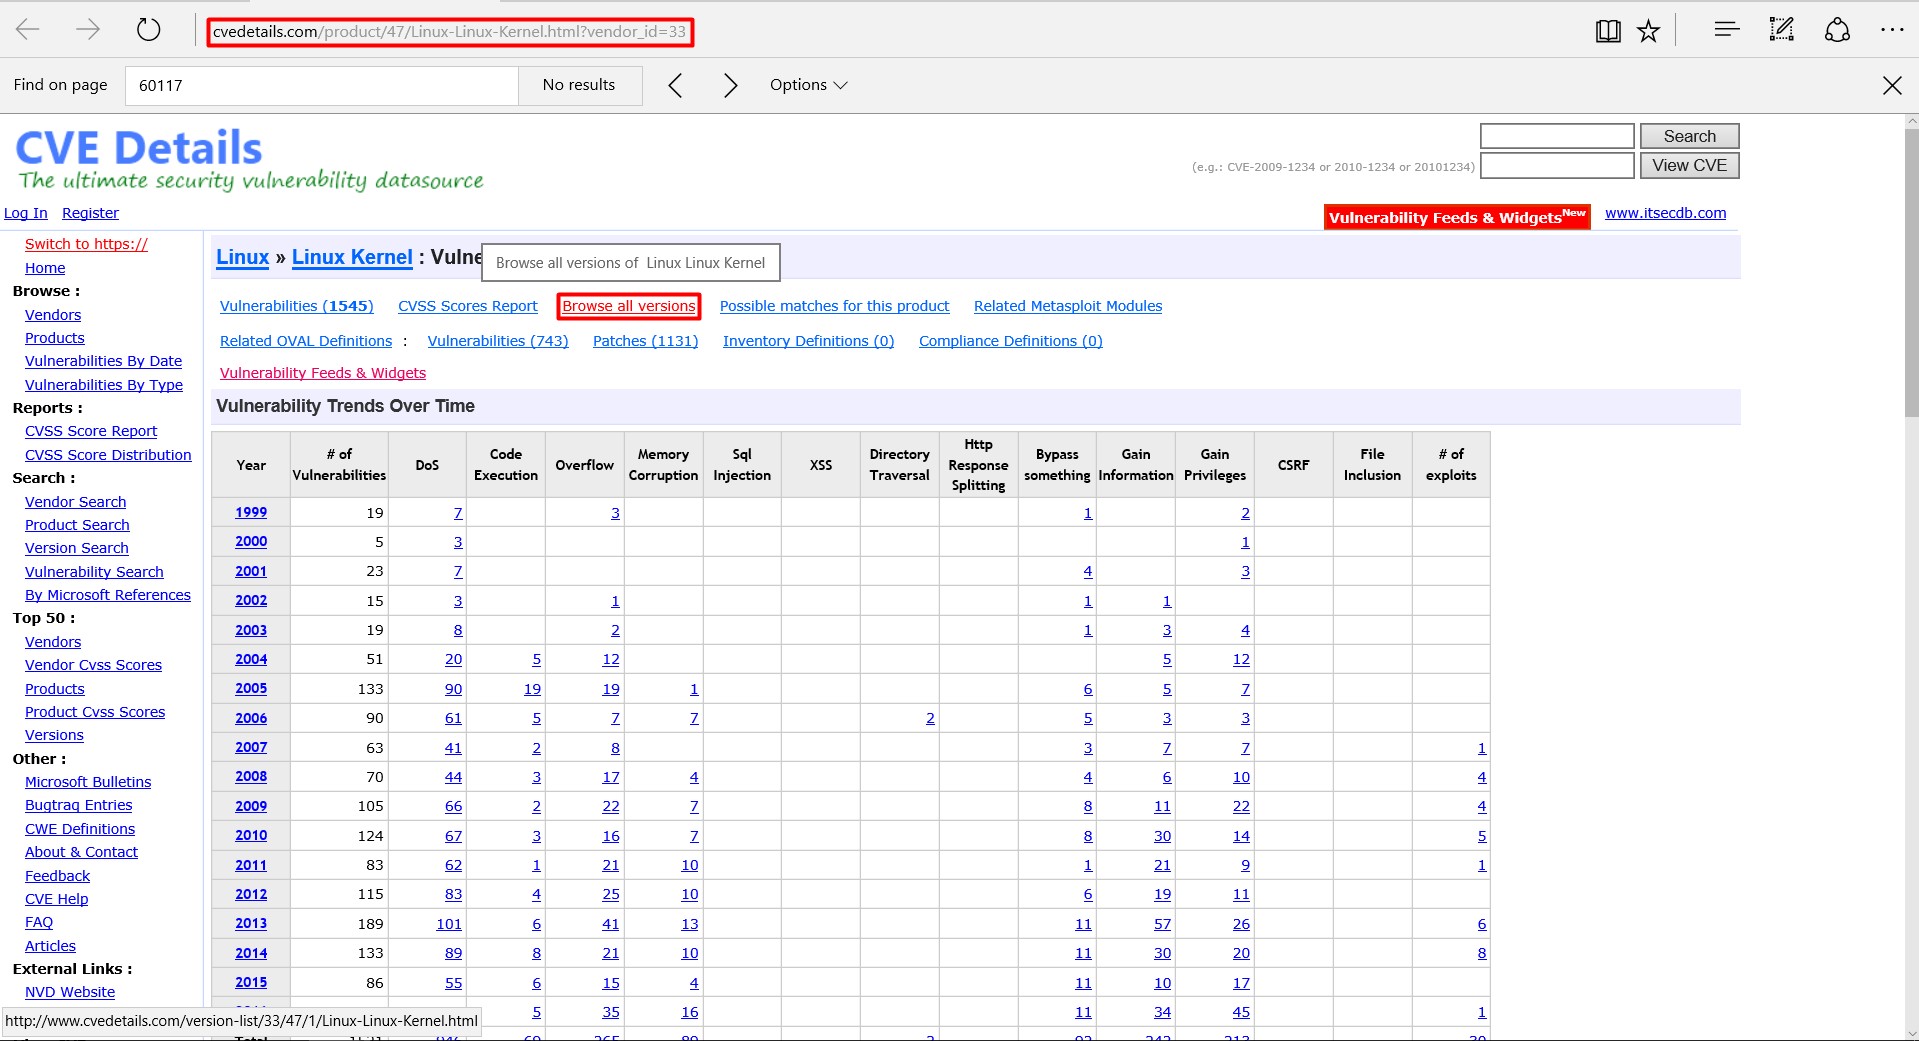 cvedetails.com/product/47/Linux-Linux-Kernel.html?vendor_id=33
Find on page 60117 No results Options
CVE Details
The ultimate security vulnerability datasource
Search
(e.g.: CVE-2009-1234 or 2010-1234 or 20101234) View CVE
Log In Register
Vulnerability Feeds & Widgets New www.itsecdb.com
Switch to https://
Home
Browse :
Vendors
Products
Vulnerabilities By Date
Vulnerabilities By Type
Reports :
CVSS Score Report
CVSS Score Distribution
Search :
Vendor Search
Product Search
Version Search
Vulnerability Search
By Microsoft References
Top 50 :
Vendors
Vendor Cvss Scores
Products
Product Cvss Scores
Versions
Other :
Microsoft Bulletins
Bugtraq Entries
CWE Definitions
About & Contact
Feedback
CVE Help
FAQ
Articles
External Links :
NVD Website
http://www.cvedetails.com/version-list/33/47/1/Linux-Linux-Kernel.html
Linux » Linux Kernel : Vulne
Browse all versions of Linux Linux Kernel
Vulnerabilities (1545) CVSS Scores Report Browse all versions Possible matches for this product Related Metasploit Modules
Related OVAL Definitions : Vulnerabilities (743) Patches (1131) Inventory Definitions (0) Compliance Definitions (0)
Vulnerability Feeds & Widgets
Vulnerability Trends Over Time
Year # of Vulnerabilities DoS Code Execution Overflow Memory Corruption Sql Injection XSS Directory Traversal Http Response Splitting Bypass something Gain Information Gain Privileges CSRF File Inclusion # of exploits
1999 19 7 3 1 2
2000 5 3 1
2001 23 7 4 3
2002 15 3 1 1 1
2003 19 8 2 1 3 4
2004 51 20 5 12 5 12
2005 133 90 19 19 1 6 5 7
2006 90 61 5 7 7 2 5 3 3
2007 63 41 2 8 3 7 7 1
2008 70 44 3 17 4 4 6 10 4
2009 105 66 2 22 7 8 11 22 4
2010 124 67 3 16 7 8 30 14 5
2011 83 62 1 21 10 1 21 9 1
2012 115 83 4 25 10 6 19 11
2013 189 101 6 41 13 11 57 26 6
2014 133 89 8 21 10 11 30 20 8
2015 86 55 6 15 4 11 10 17
5 35 16 11 34 45 1